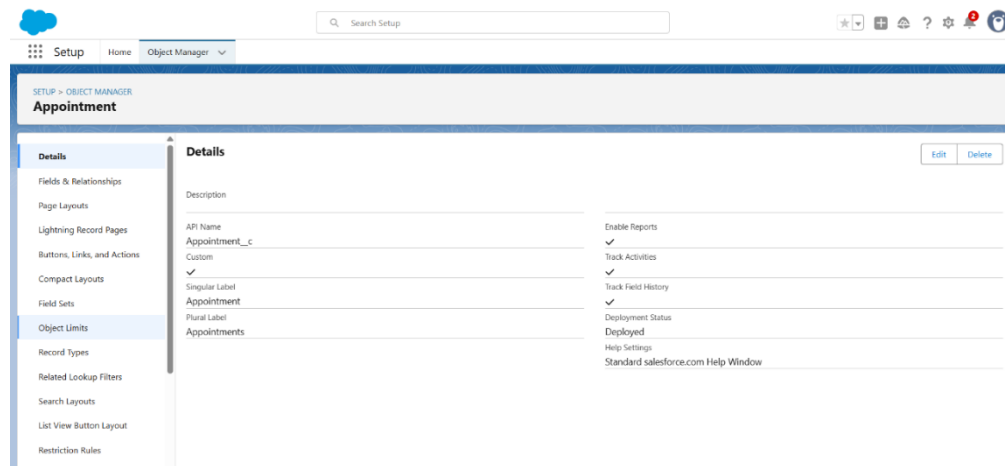 Search Setup
2
Setup
Home
Object Manager
SETUP > OBJECT MANAGER
Appointment
Details
Fields & Relationships
Page Layouts
Lightning Record Pages
Buttons, Links, and Actions
Compact Layouts
Field Sets
Object Limits
Record Types
Related Lookup Filters
Search Layouts
List View Button Layout
Restriction Rules
Details
Edit
Delete
Description
API Name
Appointment__c
Custom
Singular Label
Appointment
Plural Label
Appointments
Enable Reports
Track Activities
Track Field History
Deployment Status
Deployed
Help Settings
Standard salesforce.com Help Window